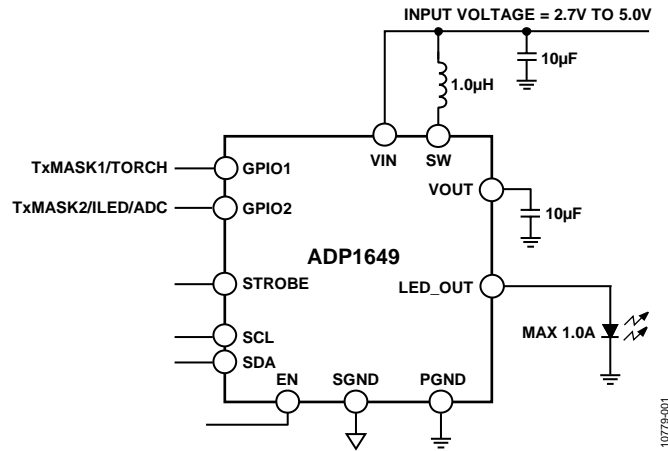 INPUT VOLTAGE = 2.7V TO 5.0V
10µF
1.0µH
VIN
SW
TxMASK1/TORCH
GPIO1
VOUT
TxMASK2/ILED/ADC
GPIO2
10µF
ADP1649
STROBE
LED_OUT
MAX 1.0A
SCL
SDA
EN
SGND
PGND
10779-001